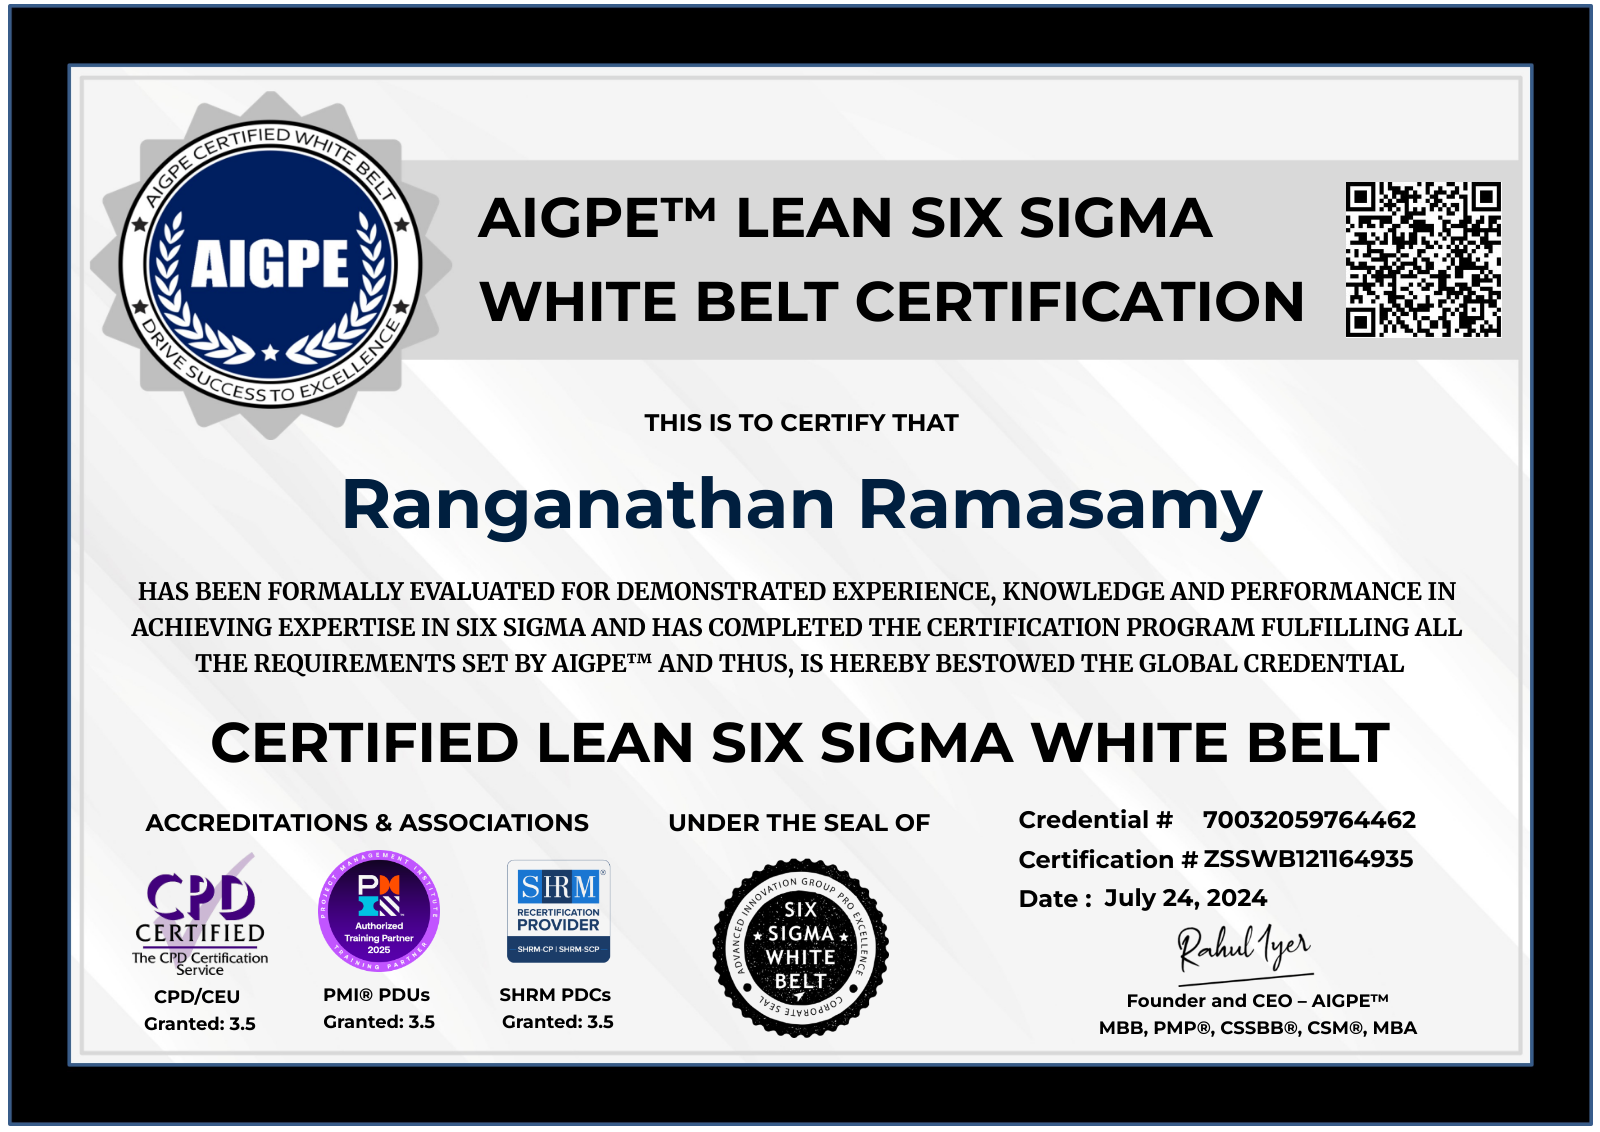 AIGPE CERTIFIED WHITE BELT
AIGPE
DRIVE SUCCESS TO EXCELLENCE
AIGPE™ LEAN SIX SIGMA
WHITE BELT CERTIFICATION
THIS IS TO CERTIFY THAT
Ranganathan Ramasamy
HAS BEEN FORMALLY EVALUATED FOR DEMONSTRATED EXPERIENCE, KNOWLEDGE AND PERFORMANCE IN
ACHIEVING EXPERTISE IN SIX SIGMA AND HAS COMPLETED THE CERTIFICATION PROGRAM FULFILLING ALL
THE REQUIREMENTS SET BY AIGPE™ AND THUS, IS HEREBY BESTOWED THE GLOBAL CREDENTIAL
CERTIFIED LEAN SIX SIGMA WHITE BELT
ACCREDITATIONS & ASSOCIATIONS
CPD
CERTIFIED
The CPD Certification
Service
CPD/CEU
Granted: 3.5
PROJECT MANAGEMENT INSTITUTE
PMI
Authorized
Training Partner
2025
TRAINING PARTNER
PMI® PDUs
Granted: 3.5
SHRM®
RECERTIFICATION
PROVIDER
SHRM-CP | SHRM-SCP
SHRM PDCs
Granted: 3.5
UNDER THE SEAL OF
ADVANCED INNOVATION GROUP PRO EXCELLENCE
SIX
SIGMA
WHITE
BELT
CORPORATE SEAL
Credential # 70032059764462
Certification # ZSSWB121164935
Date : July 24, 2024
Rahul Iyer
Founder and CEO – AIGPE™
MBB, PMP®, CSSBB®, CSM®, MBA